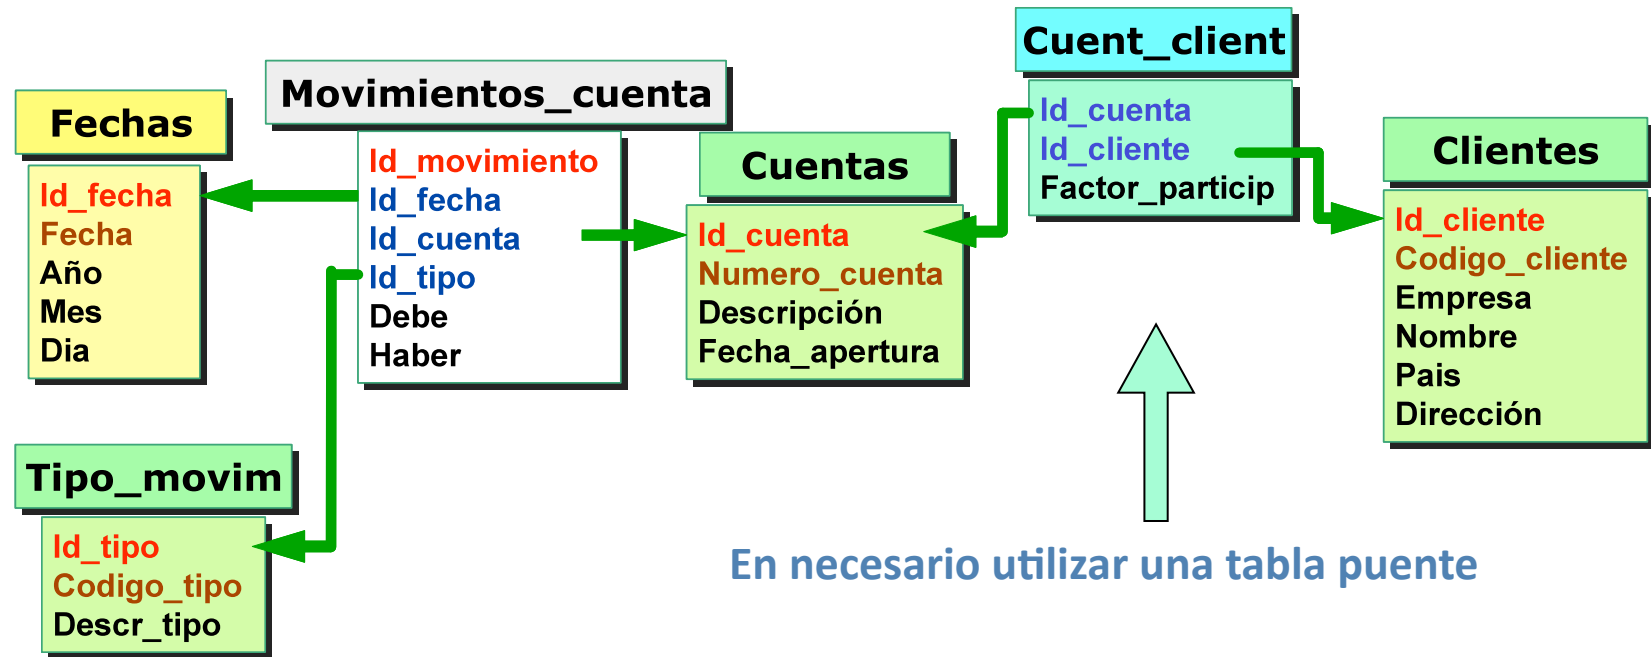 Fechas
Id_fecha
Fecha
Año
Mes
Dia
Movimientos_cuenta
Id_movimiento
Id_fecha
Id_cuenta
Id_tipo
Debe
Haber
Cuentas
Id_cuenta
Numero_cuenta
Descripción
Fecha_apertura
Cuent_client
Id_cuenta
Id_cliente
Factor_particip
Clientes
Id_cliente
Codigo_cliente
Empresa
Nombre
Pais
Dirección
Tipo_movim
Id_tipo
Codigo_tipo
Descr_tipo
En necesario utilizar una tabla puente